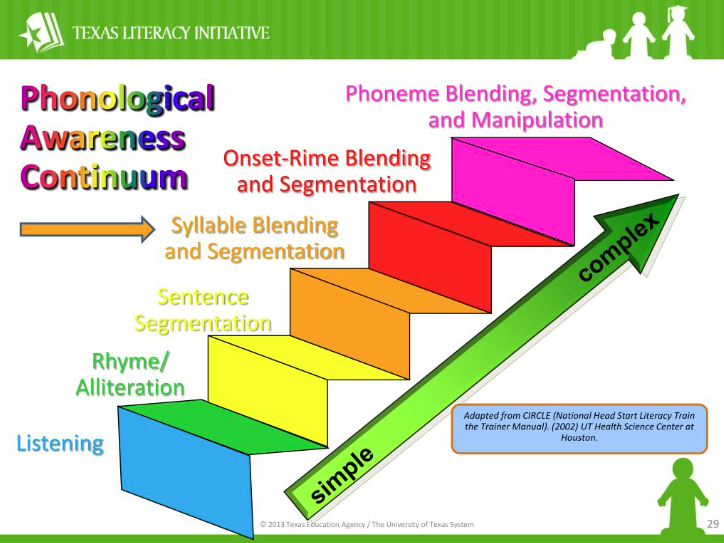 TEXAS LITERACY INITIATIVE
Phonological
Awareness
Continuum
Phoneme Blending, Segmentation,
and Manipulation
Onset-Rime Blending
and Segmentation
Syllable Blending
and Segmentation
Sentence
Segmentation
Rhyme/
Alliteration
Listening
complex
simple
Adapted from CIRCLE (National Head Start Literacy Train
the Trainer Manual). (2002) UT Health Science Center at
Houston.
© 2013 Texas Education Agency / The University of Texas System
29